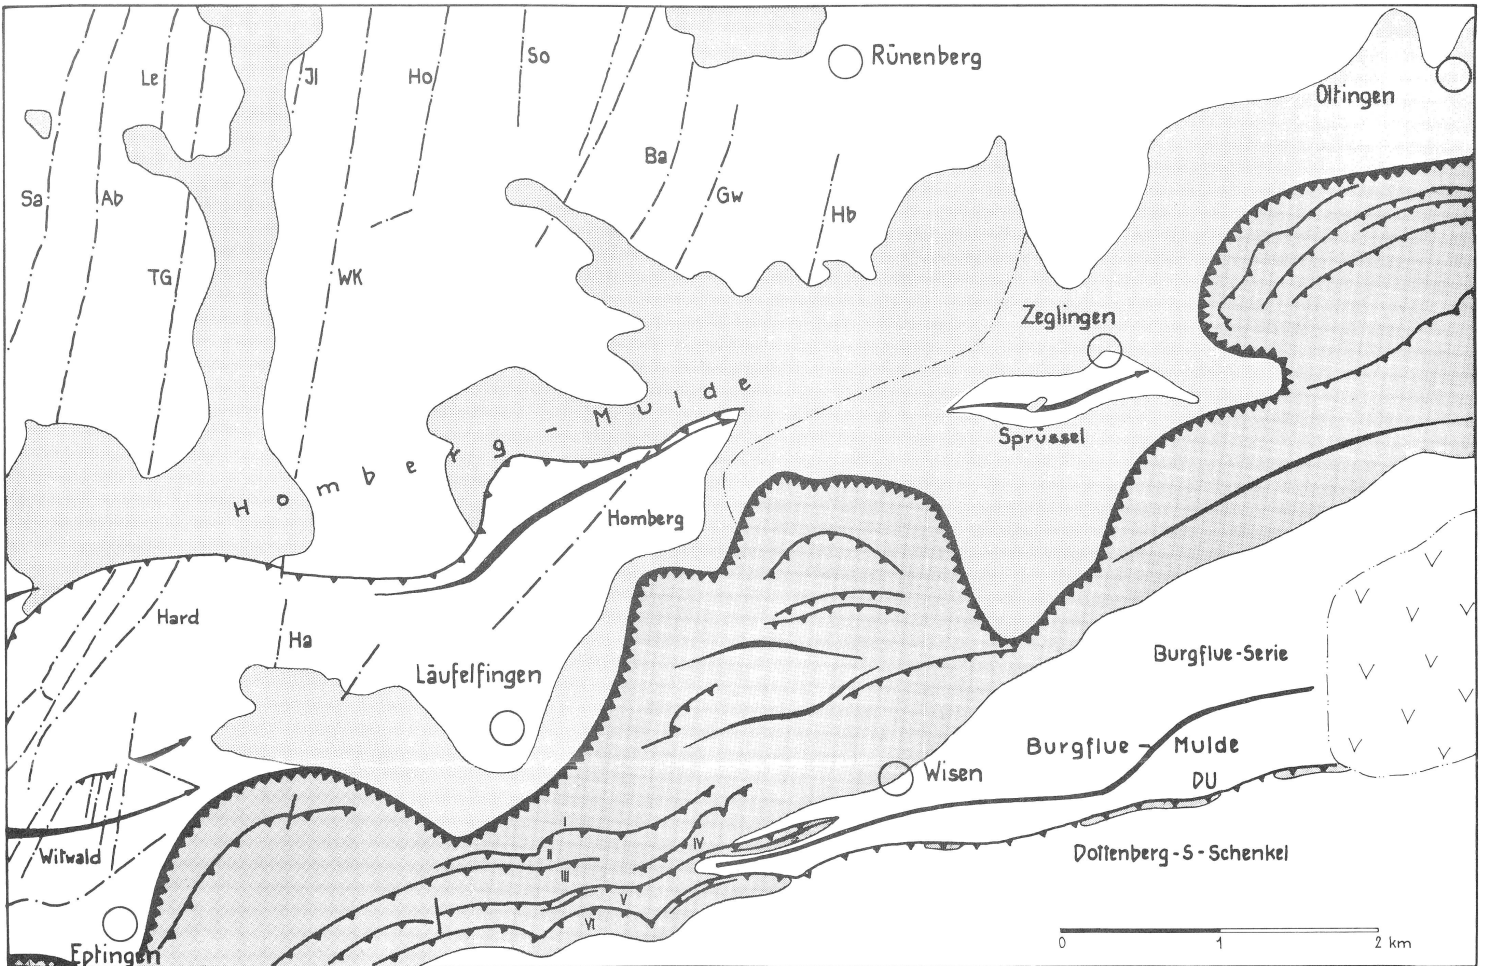 So
Rünenberg
Le
Jl
Ho
Oltingen
Ba
Sa
Ab
Gw
Hb
TG
WK
Zeglingen
Homberg-Mulde
Sprüssel
Homberg
Hard
Ha
Läufelfingen
Burgflue-Serie
Burgflue-Mulde
Wisen
DU
I
II
III
IV
V
VI
Witwald
Dottenberg-S-Schenkel
Eptingen
0 1 2 km